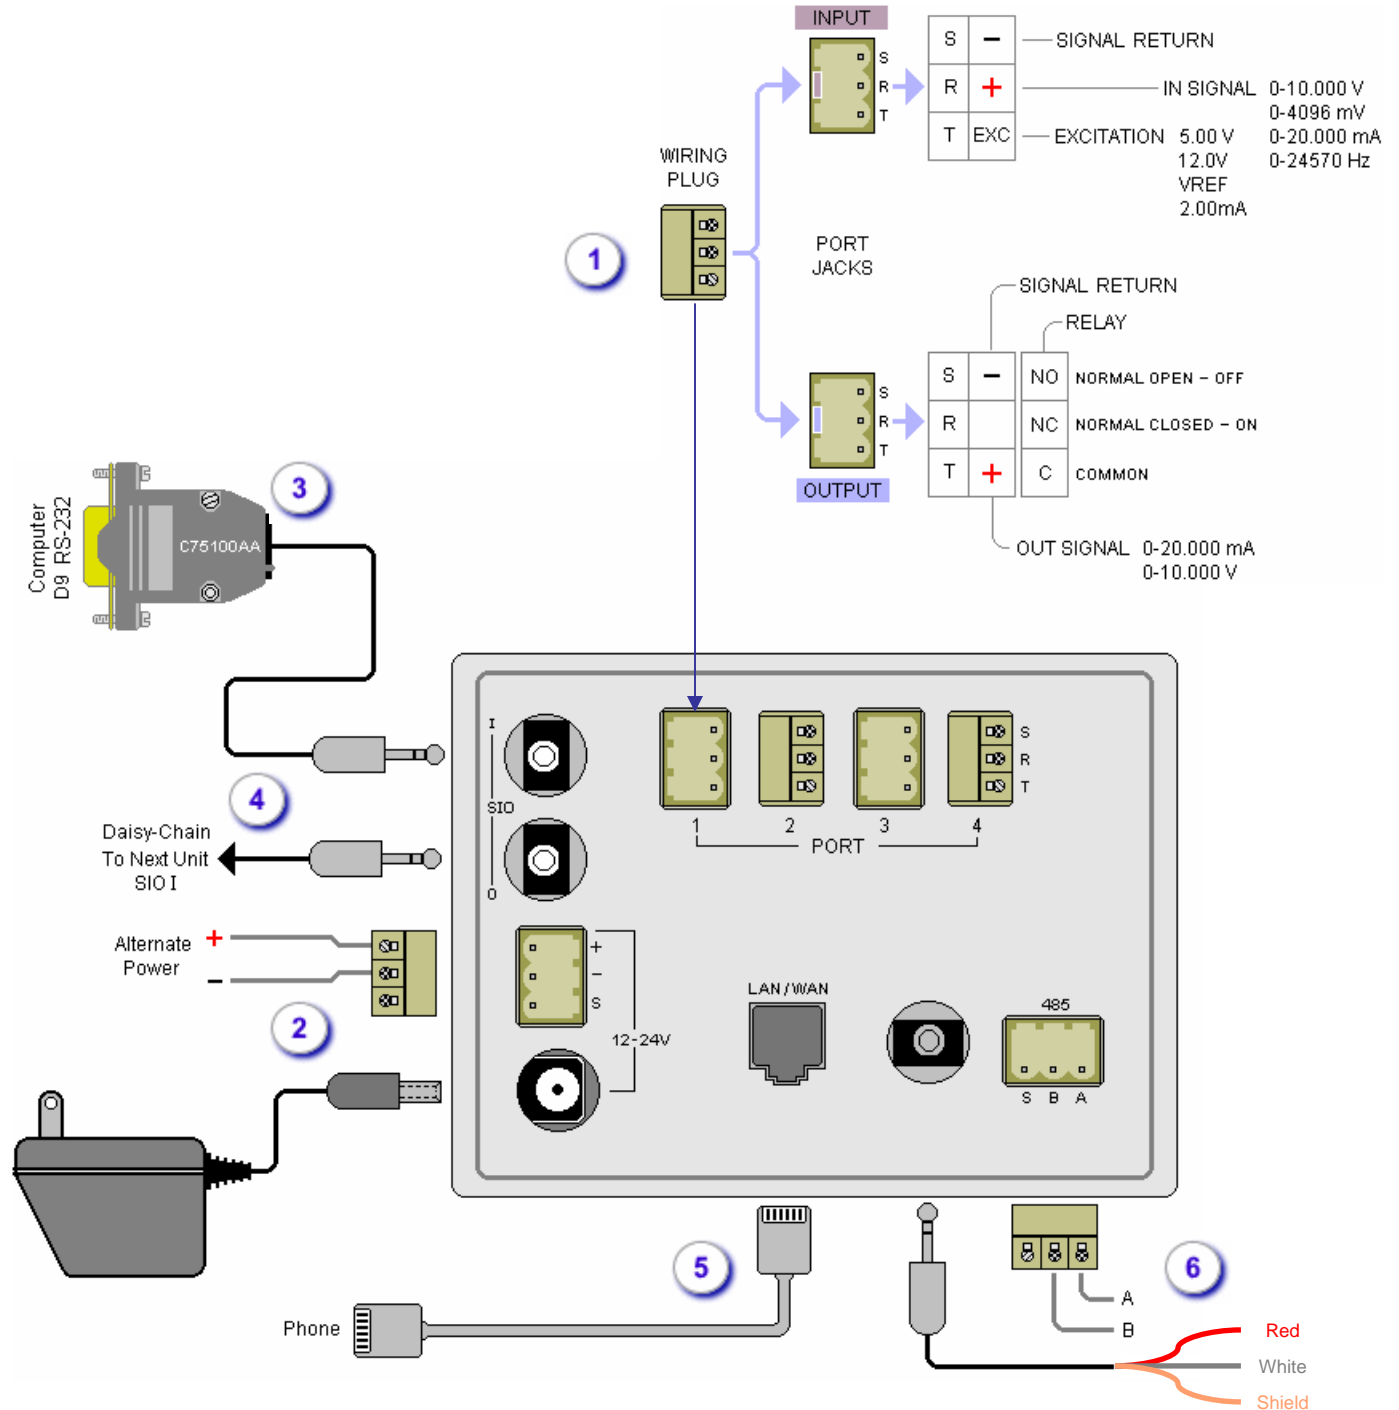 INPUT
S
R
T
S −
R +
T EXC
SIGNAL RETURN
IN SIGNAL 0-10.000 V
0-4096 mV
0-20.000 mA
0-24570 Hz
EXCITATION 5.00 V
12.0V
VREF
2.00mA
WIRING
PLUG
1
PORT
JACKS
SIGNAL RETURN
RELAY
S
R
T
OUTPUT
S − NO NORMAL OPEN - OFF
R NC NORMAL CLOSED - ON
T + C COMMON
OUT SIGNAL 0-20.000 mA
0-10.000 V
Computer
D9 RS-232
C75100AA
3
4
Daisy-Chain
To Next Unit
SIO I
Alternate
Power
+
−
2
I
SIO
O
+
−
S
12-24V
1
2
3
4
PORT
S
R
T
LAN/WAN
485
S B A
5
Phone
6
A
B
Red
White
Shield